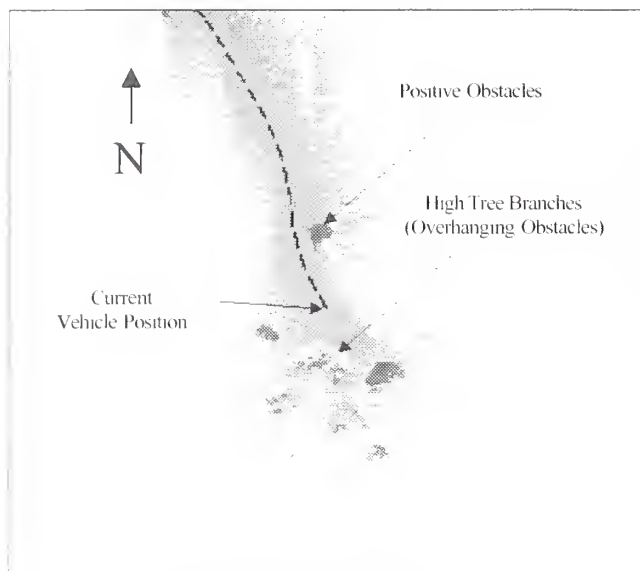 Positive Obstacles
N
High Tree Branches
(Overhanging Obstacles)
Current
Vehicle Position